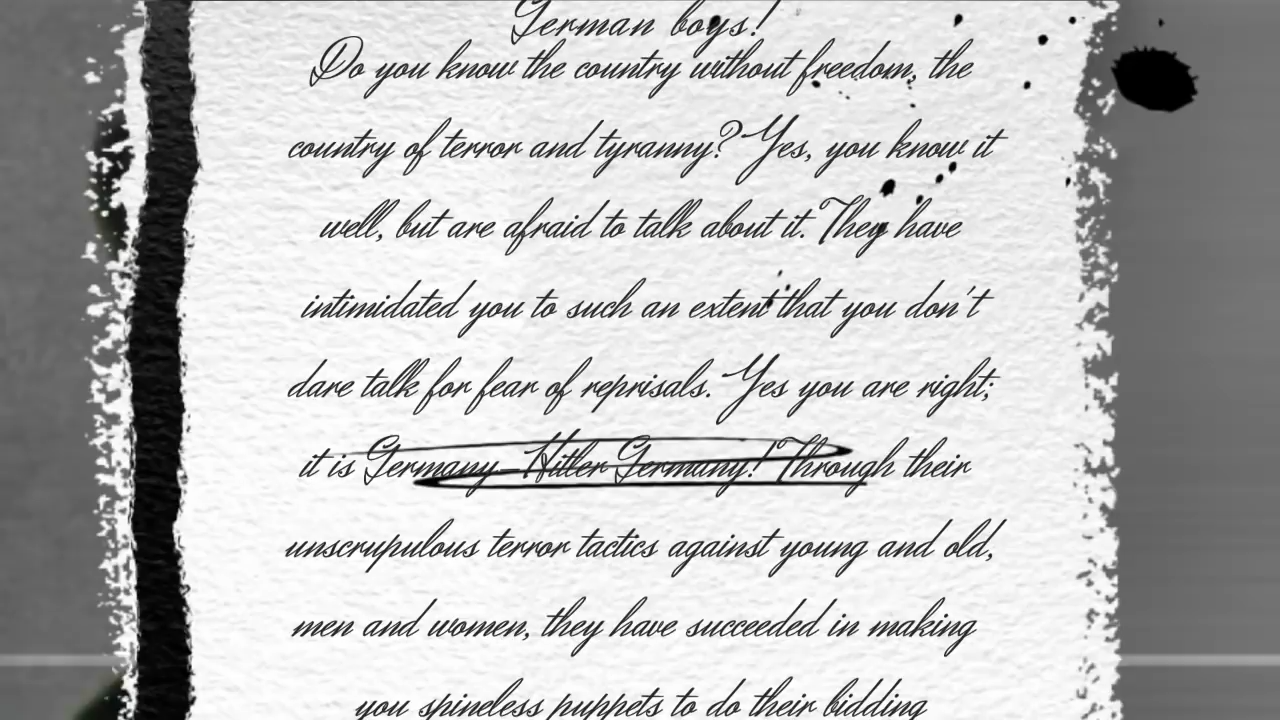 German boys!
Do you know the country without freedom, the
country of terror and tyranny? Yes, you know it
well, but are afraid to talk about it. They have
intimidated you to such an extent that you don't
dare talk for fear of reprisals. Yes you are right;
it is Germany–Hitler Germany! Through their
unscrupulous terror tactics against young and old,
men and women, they have succeeded in making
you spineless puppets to do their bidding